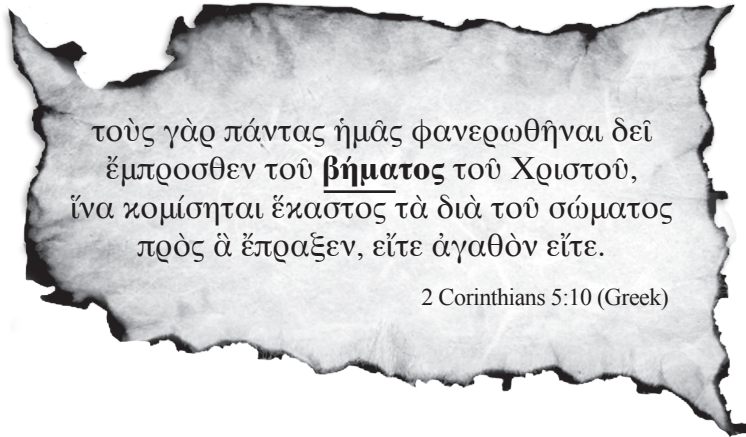 τοὺς γὰρ πάντας ἡμᾶς φανερωθῆναι δεῖ
ἔμπροσθεν τοῦ βήματος τοῦ Χριστοῦ,
ἵνα κομίσηται ἕκαστος τὰ διὰ τοῦ σώματος
πρὸς ἃ ἔπραξεν, εἴτε ἀγαθὸν εἴτε.
2 Corinthians 5:10 (Greek)